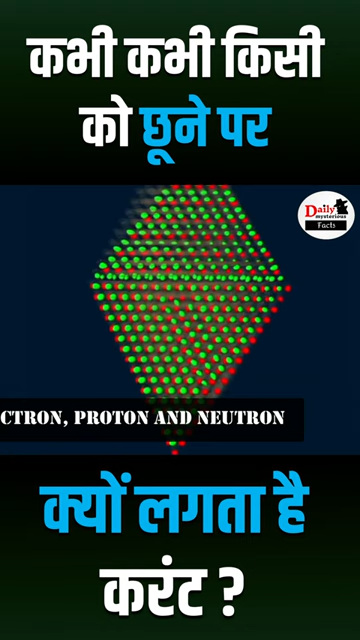 कभी कभी किसी
को छूने पर
Daily
mysterious
Facts
CTRON, PROTON AND NEUTRON
क्यों लगता है
करंट ?